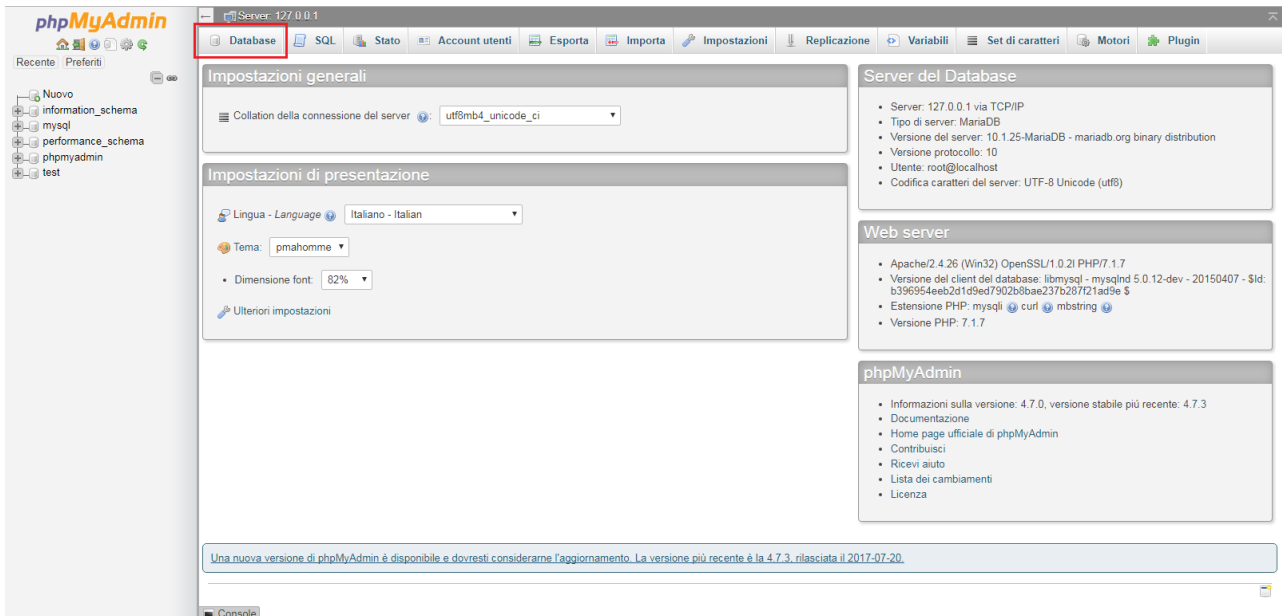 phpMyAdmin
Recente Preferiti
Nuovo
information_schema
mysql
performance_schema
phpmyadmin
test
Server: 127.0.0.1
Database SQL Stato Account utenti Esporta Importa Impostazioni Replicazione Variabili Set di caratteri Motori Plugin
Impostazioni generali
Collation della connessione del server : utf8mb4_unicode_ci
Impostazioni di presentazione
Lingua - Language Italiano - Italian
Tema: pmahomme
• Dimensione font: 82%
Ulteriori impostazioni
Server del Database
• Server: 127.0.0.1 via TCP/IP
• Tipo di server: MariaDB
• Versione del server: 10.1.25-MariaDB - mariadb.org binary distribution
• Versione protocollo: 10
• Utente: root@localhost
• Codifica caratteri del server: UTF-8 Unicode (utf8)
Web server
• Apache/2.4.26 (Win32) OpenSSL/1.0.2l PHP/7.1.7
• Versione del client del database: libmysql - mysqlnd 5.0.12-dev - 20150407 - $Id:
b396954eeb2d1d9ed7902b8bae237b287f21ad9e $
• Estensione PHP: mysqli curl mbstring
• Versione PHP: 7.1.7
phpMyAdmin
• Informazioni sulla versione: 4.7.0, versione stabile piú recente: 4.7.3
• Documentazione
• Home page ufficiale di phpMyAdmin
• Contribuisci
• Ricevi aiuto
• Lista dei cambiamenti
• Licenza
Una nuova versione di phpMyAdmin è disponibile e dovresti considerarne l'aggiornamento. La versione più recente è la 4.7.3, rilasciata il 2017-07-20.
Console